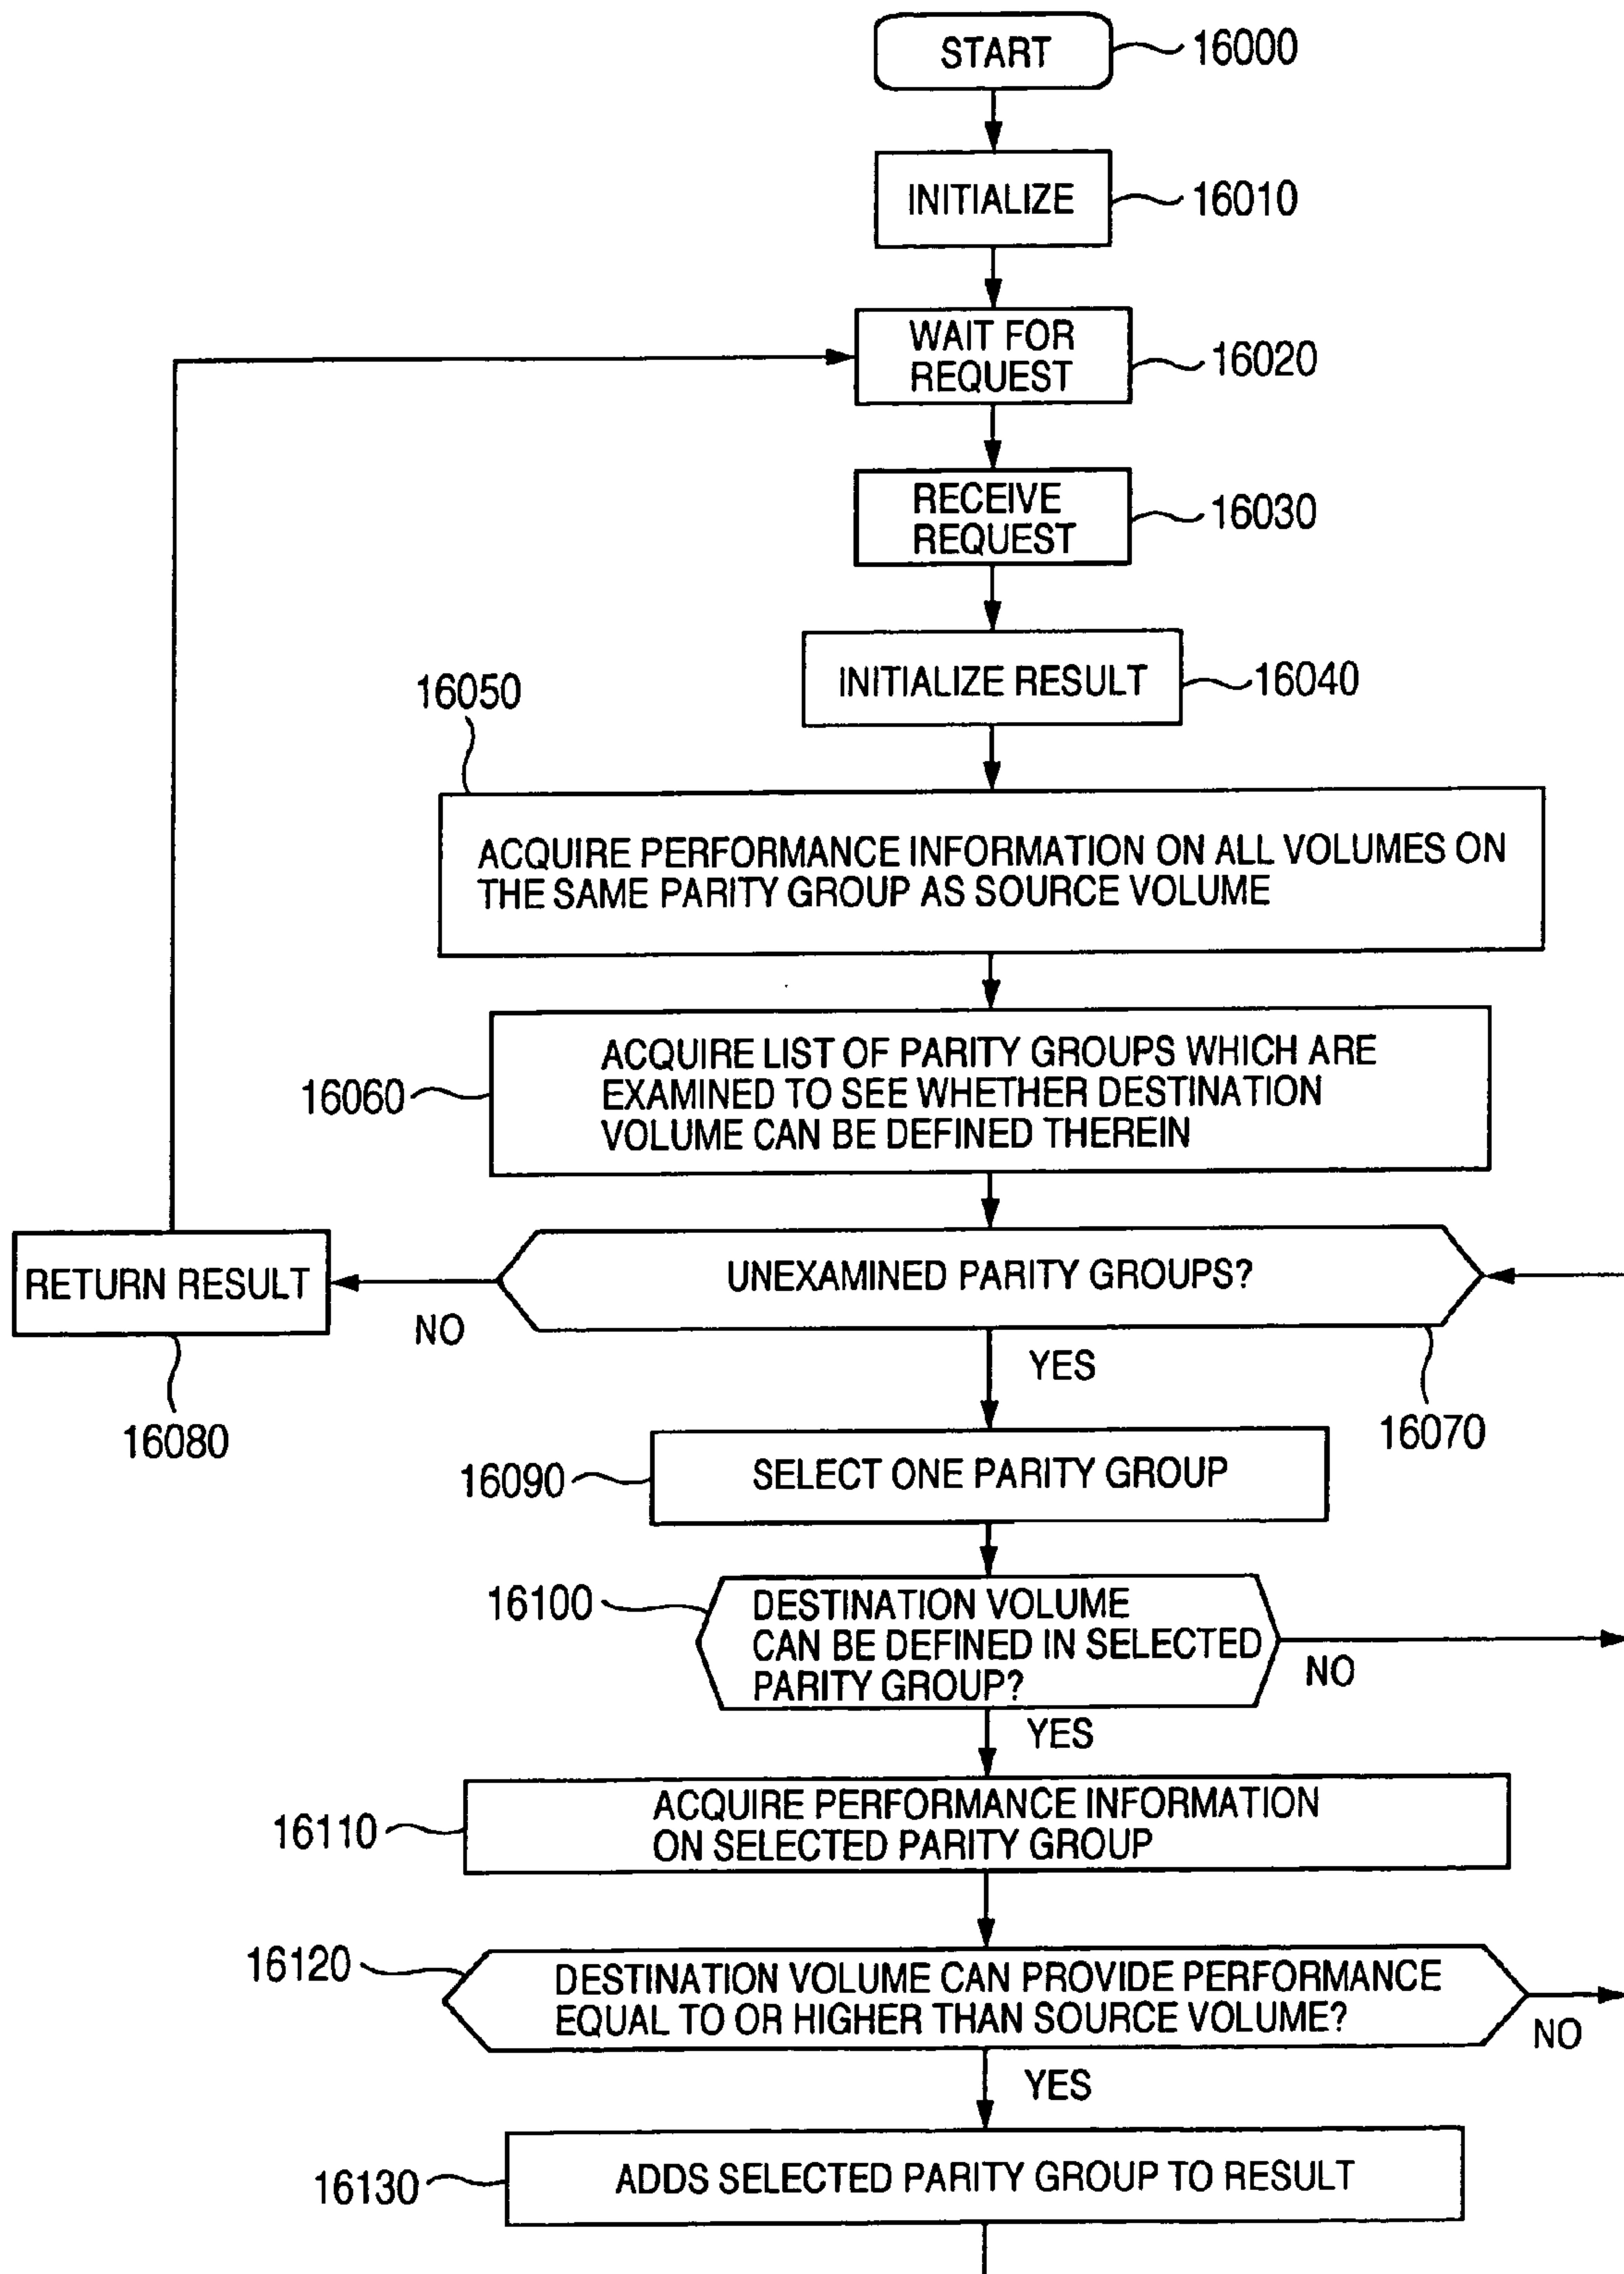 START
16000
INITIALIZE
16010
WAIT FOR
REQUEST
16020
RECEIVE
REQUEST
16030
INITIALIZE RESULT
16040
16050
ACQUIRE PERFORMANCE INFORMATION ON ALL VOLUMES ON
THE SAME PARITY GROUP AS SOURCE VOLUME
16060
ACQUIRE LIST OF PARITY GROUPS WHICH ARE
EXAMINED TO SEE WHETHER DESTINATION
VOLUME CAN BE DEFINED THEREIN
RETURN RESULT
16080
NO
UNEXAMINED PARITY GROUPS?
16070
YES
16090
SELECT ONE PARITY GROUP
16100
DESTINATION VOLUME
CAN BE DEFINED IN SELECTED
PARITY GROUP?
NO
YES
16110
ACQUIRE PERFORMANCE INFORMATION
ON SELECTED PARITY GROUP
16120
DESTINATION VOLUME CAN PROVIDE PERFORMANCE
EQUAL TO OR HIGHER THAN SOURCE VOLUME?
NO
YES
16130
ADDS SELECTED PARITY GROUP TO RESULT